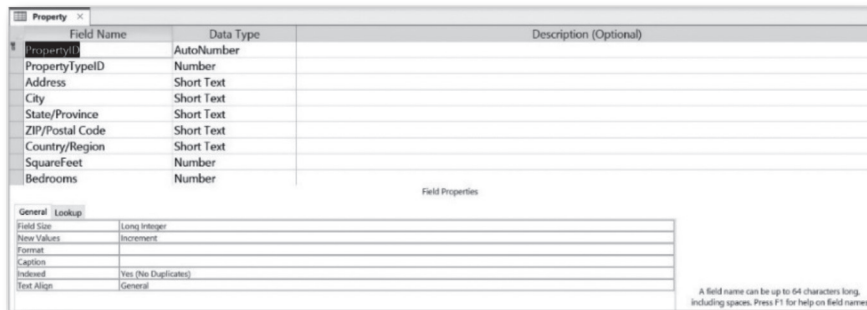 Property ×
Field Name Data Type Description (Optional)
PropertyID AutoNumber
PropertyTypeID Number
Address Short Text
City Short Text
State/Province Short Text
ZIP/Postal Code Short Text
Country/Region Short Text
SquareFeet Number
Bedrooms Number
Field Properties
General Lookup
Field Size Long Integer
New Values Increment
Format
Caption
Indexed Yes (No Duplicates)
Text Align General
A field name can be up to 64 characters long,
including spaces. Press F1 for help on field names